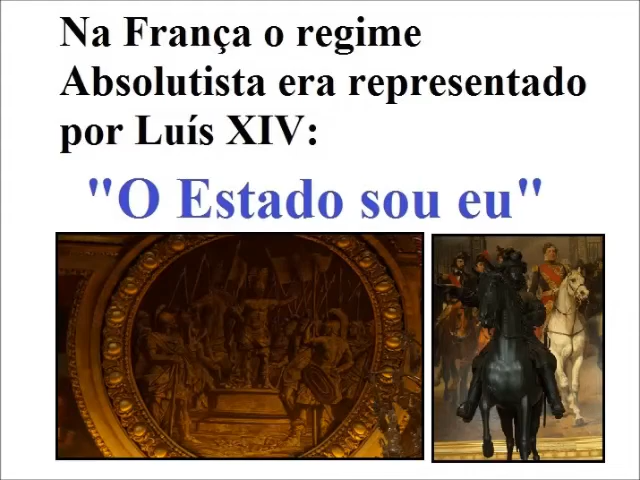 Na França o regime
Absolutista era representado
por Luís XIV:
"O Estado sou eu"